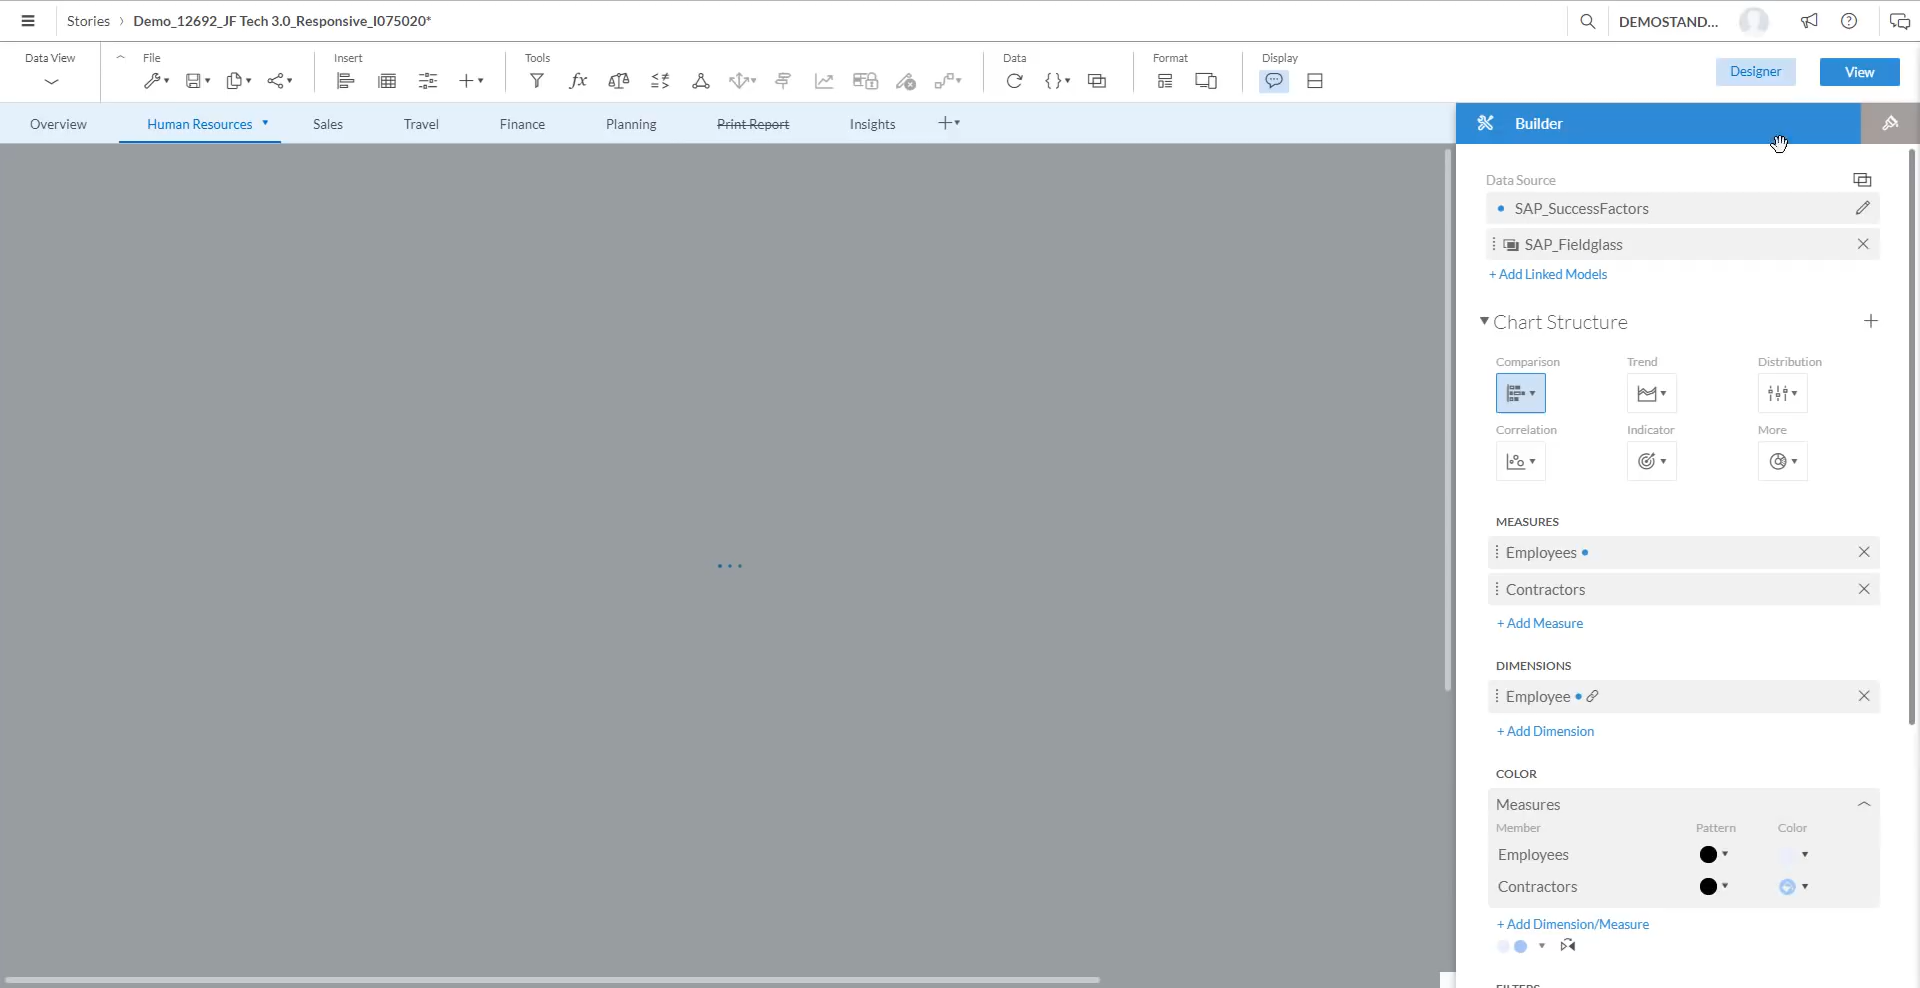 Stories › Demo_12692_JF Tech 3.0_Responsive_I075020*
DEMOSTAND...
Data View
File
Insert
Tools
Data
Format
Display
Designer
View
Overview
Human Resources
Sales
Travel
Finance
Planning
Print Report
Insights
Builder
Data Source
SAP_SuccessFactors
SAP_Fieldglass
+ Add Linked Models
Chart Structure
Comparison
Trend
Distribution
Correlation
Indicator
More
MEASURES
Employees
Contractors
+ Add Measure
DIMENSIONS
Employee
+ Add Dimension
COLOR
Measures
Member Pattern Color
Employees
Contractors
+ Add Dimension/Measure
FILTERS